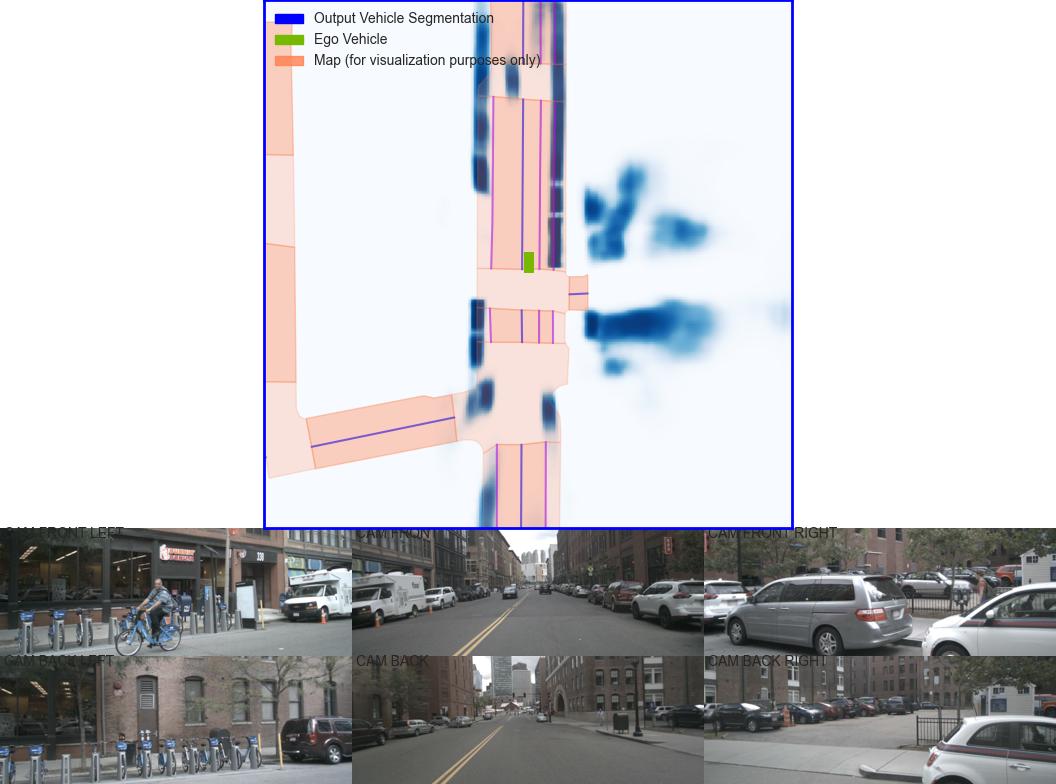 Output Vehicle Segmentation
Ego Vehicle
Map (for visualization purposes only)
CAM FRONT LEFT
CAM FRONT
CAM FRONT RIGHT
330
CAM BACK LEFT
CAM BACK
CAM BACK RIGHT